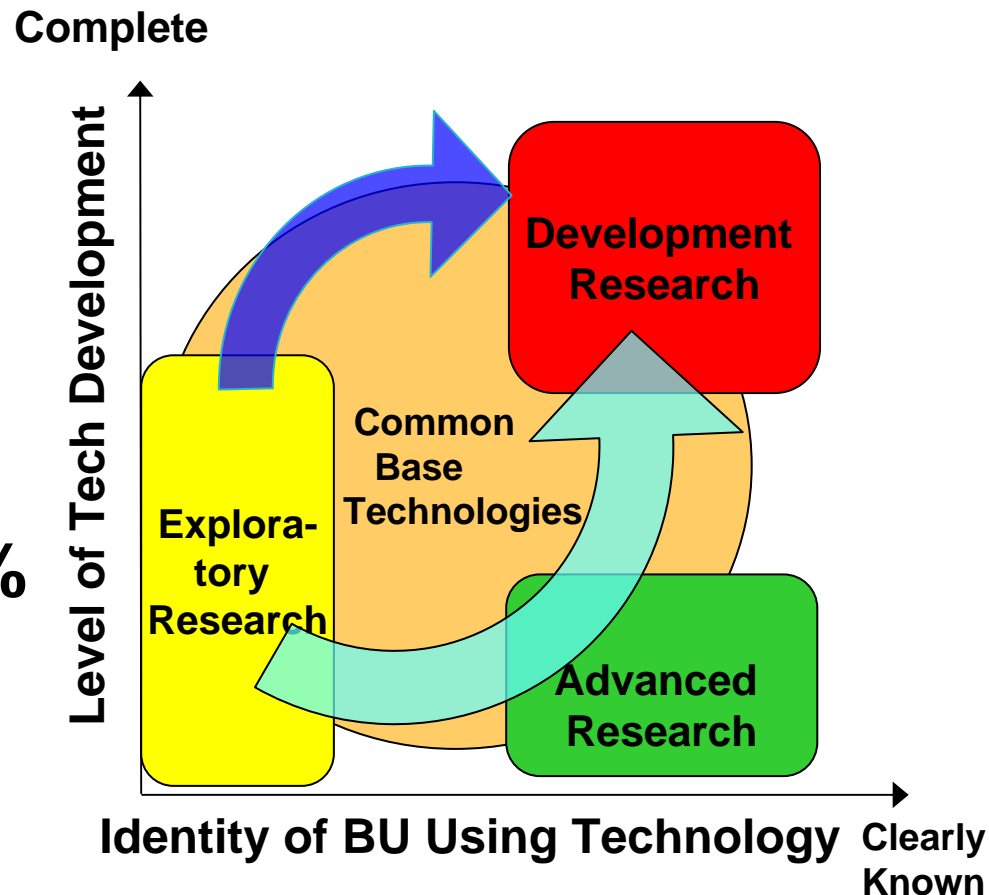 Complete
Level of Tech Development
Development
Research
Common
Base
Technologies
Explora-
tory
Research
%
Advanced
Research
Identity of BU Using Technology
Clearly
Known